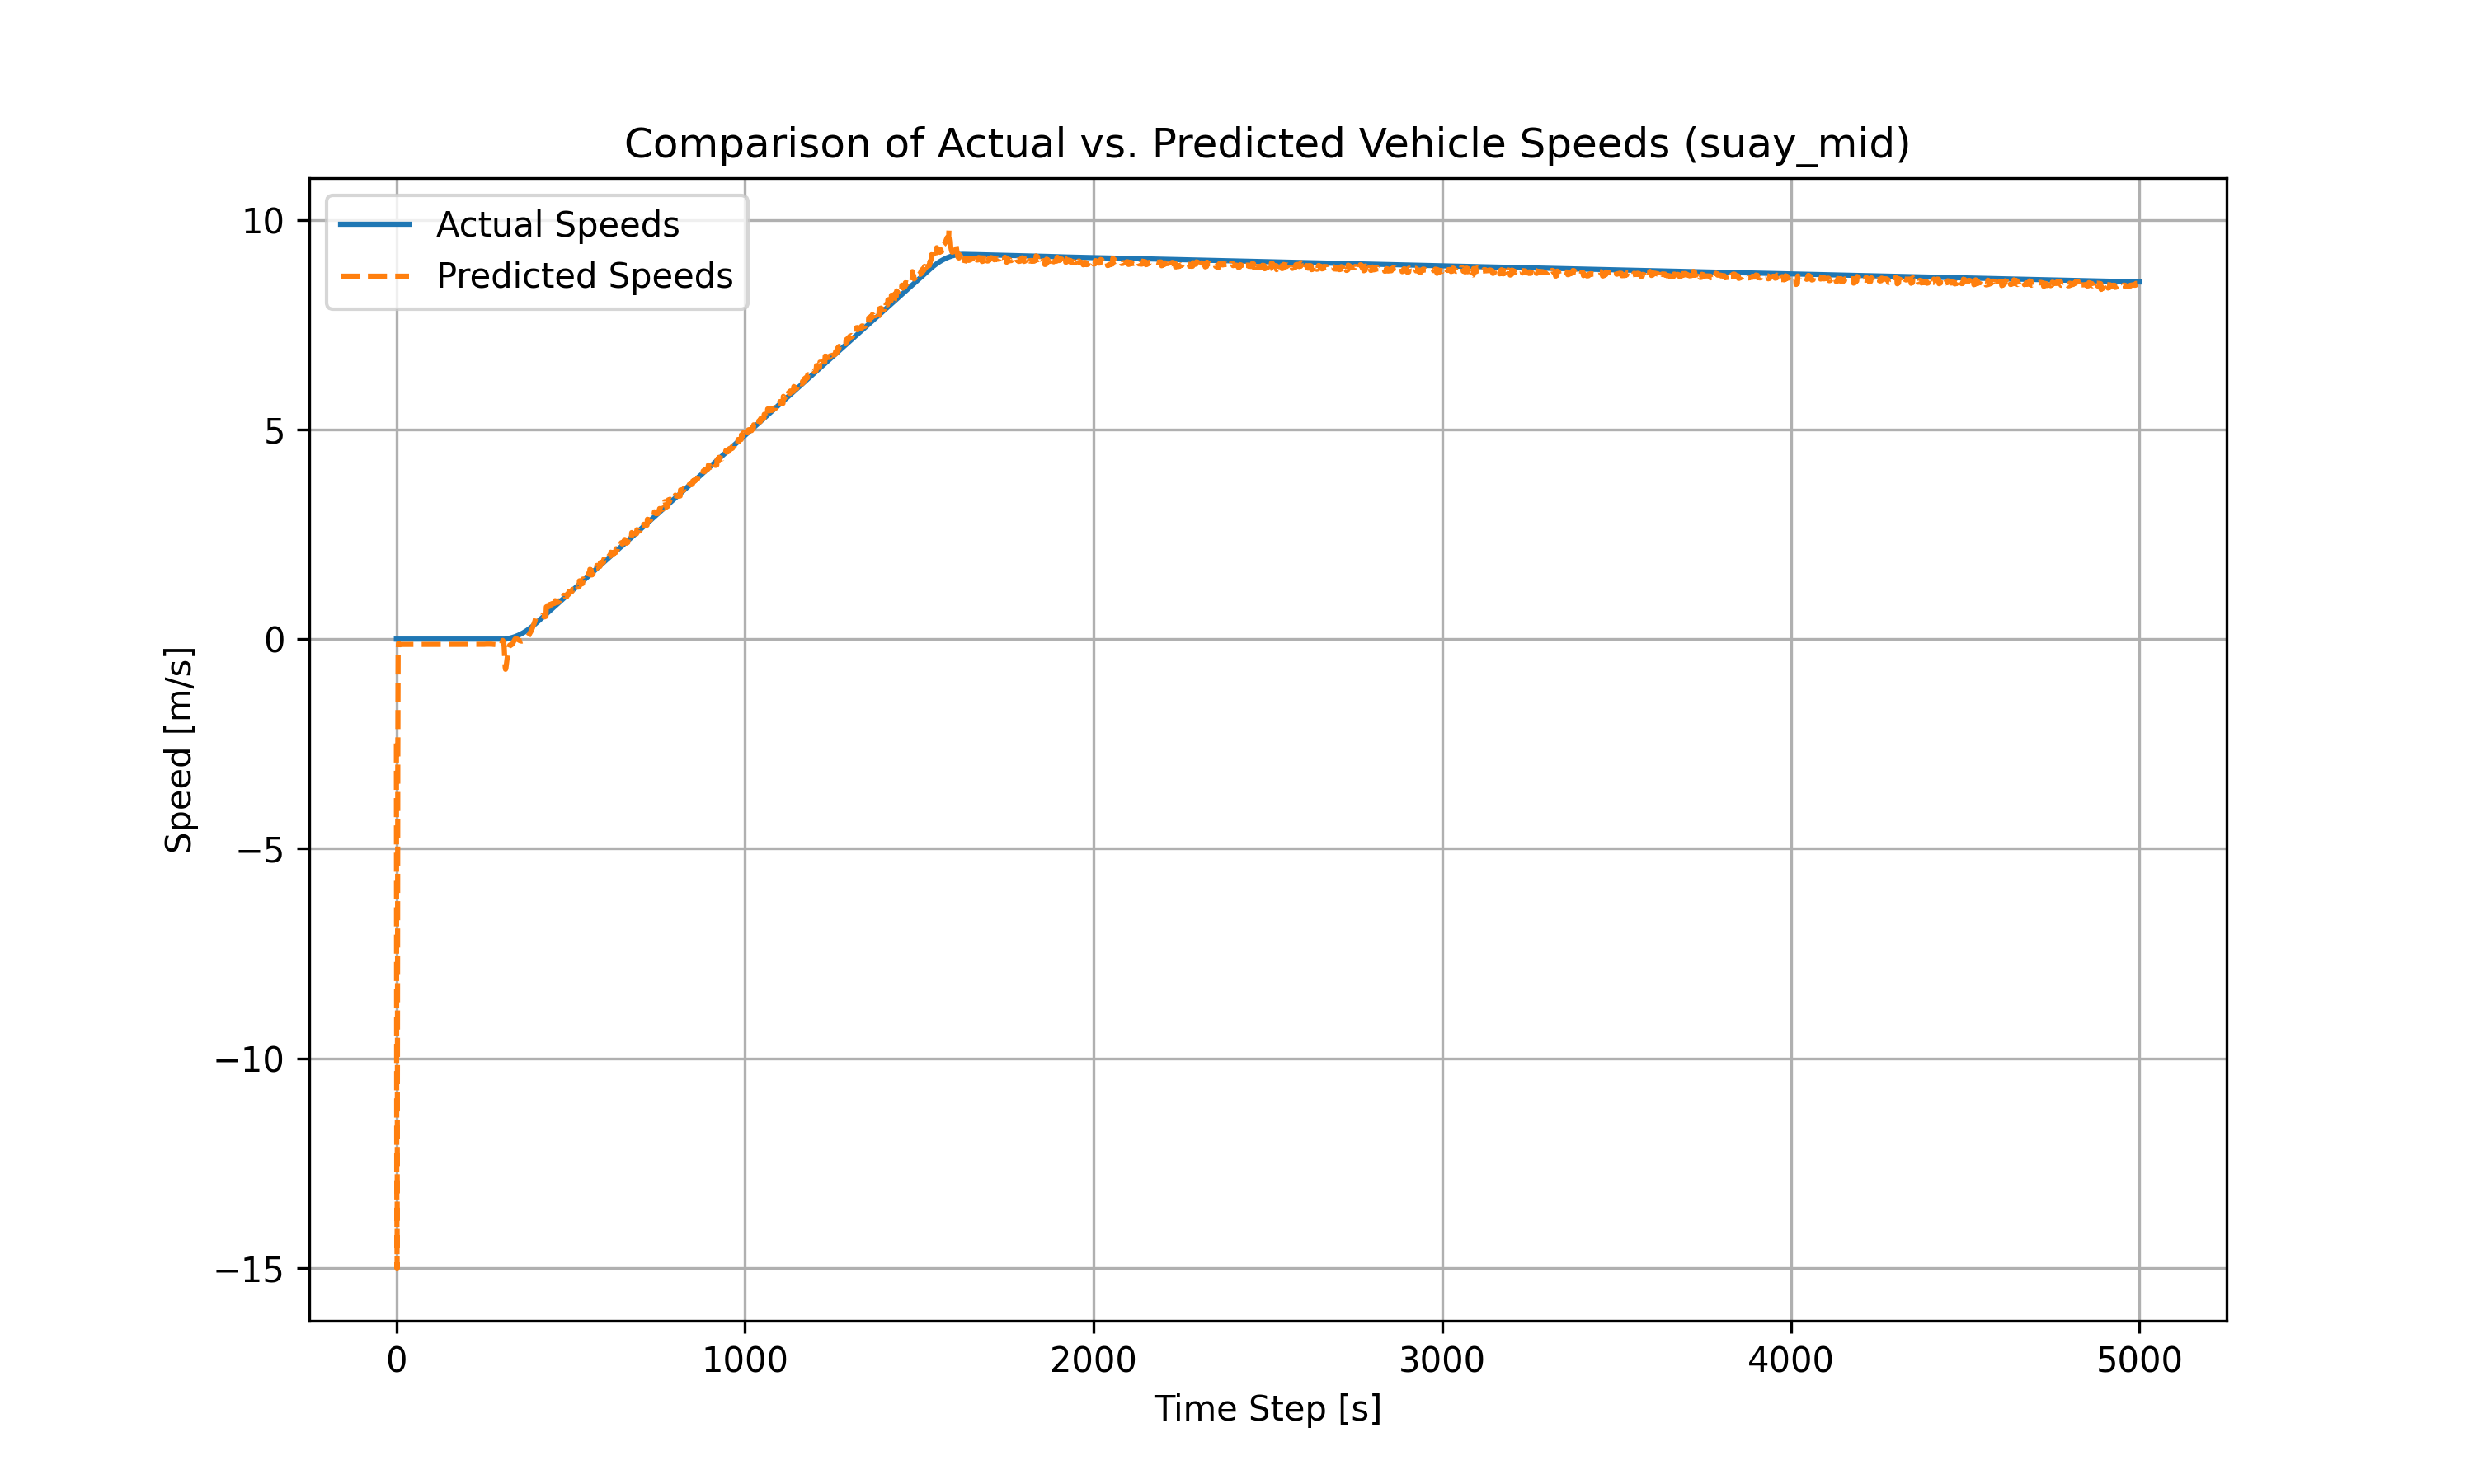 Comparison of Actual vs. Predicted Vehicle Speeds (suay_mid)
Actual Speeds
Predicted Speeds
10
5
0
−5
−10
−15
Speed [m/s]
0 1000 2000 3000 4000 5000
Time Step [s]